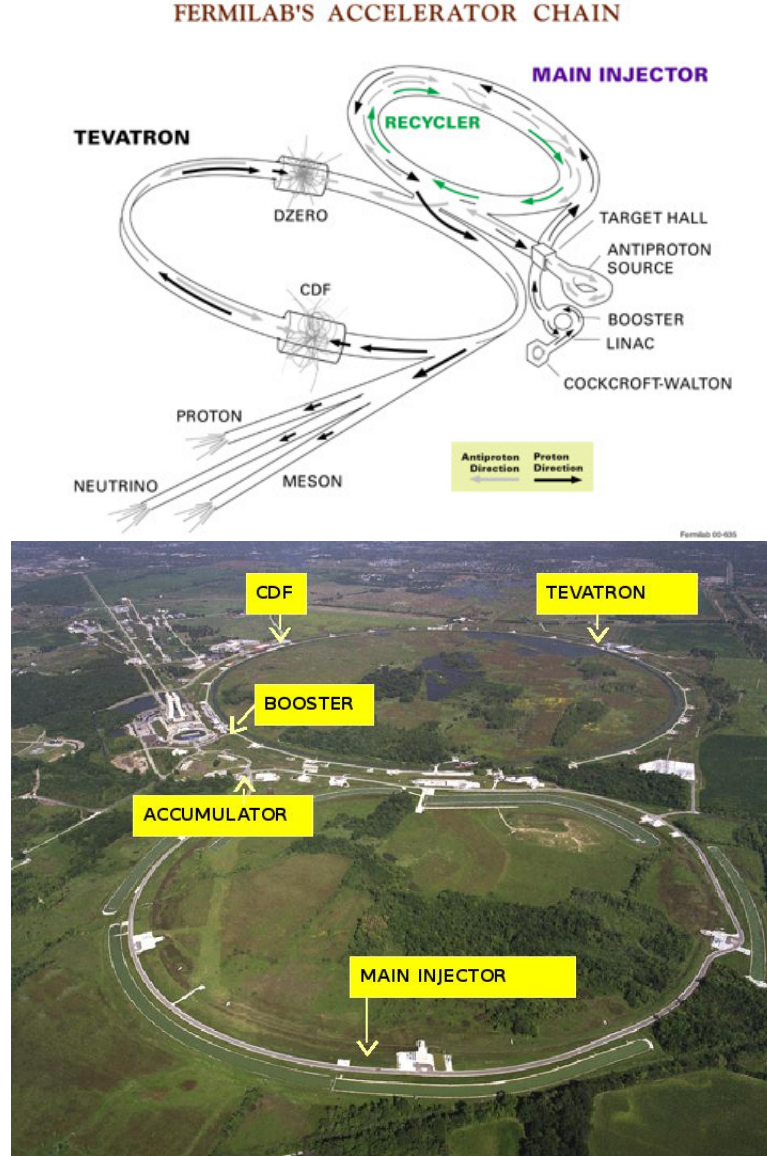 FERMILAB'S ACCELERATOR CHAIN
MAIN INJECTOR
RECYCLER
TEVATRON
DZERO
TARGET HALL
ANTIPROTON
SOURCE
CDF
BOOSTER
LINAC
COCKCROFT-WALTON
PROTON
NEUTRINO
MESON
Antiproton Direction
Proton Direction
Fermilab 00-635
CDF
TEVATRON
BOOSTER
ACCUMULATOR
MAIN INJECTOR